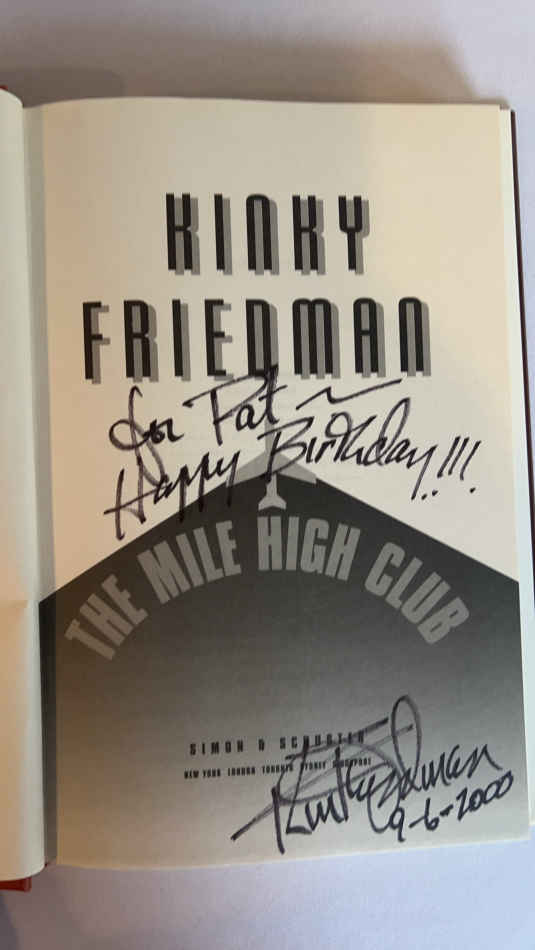 KINKY
FRIEDMAN
for Pat ~
Happy Birthday!!!
THE MILE HIGH CLUB
SIMON & SCHUSTER
NEW YORK LONDON TORONTO SYDNEY SINGAPORE
Kinky Friedman
9-6-2000